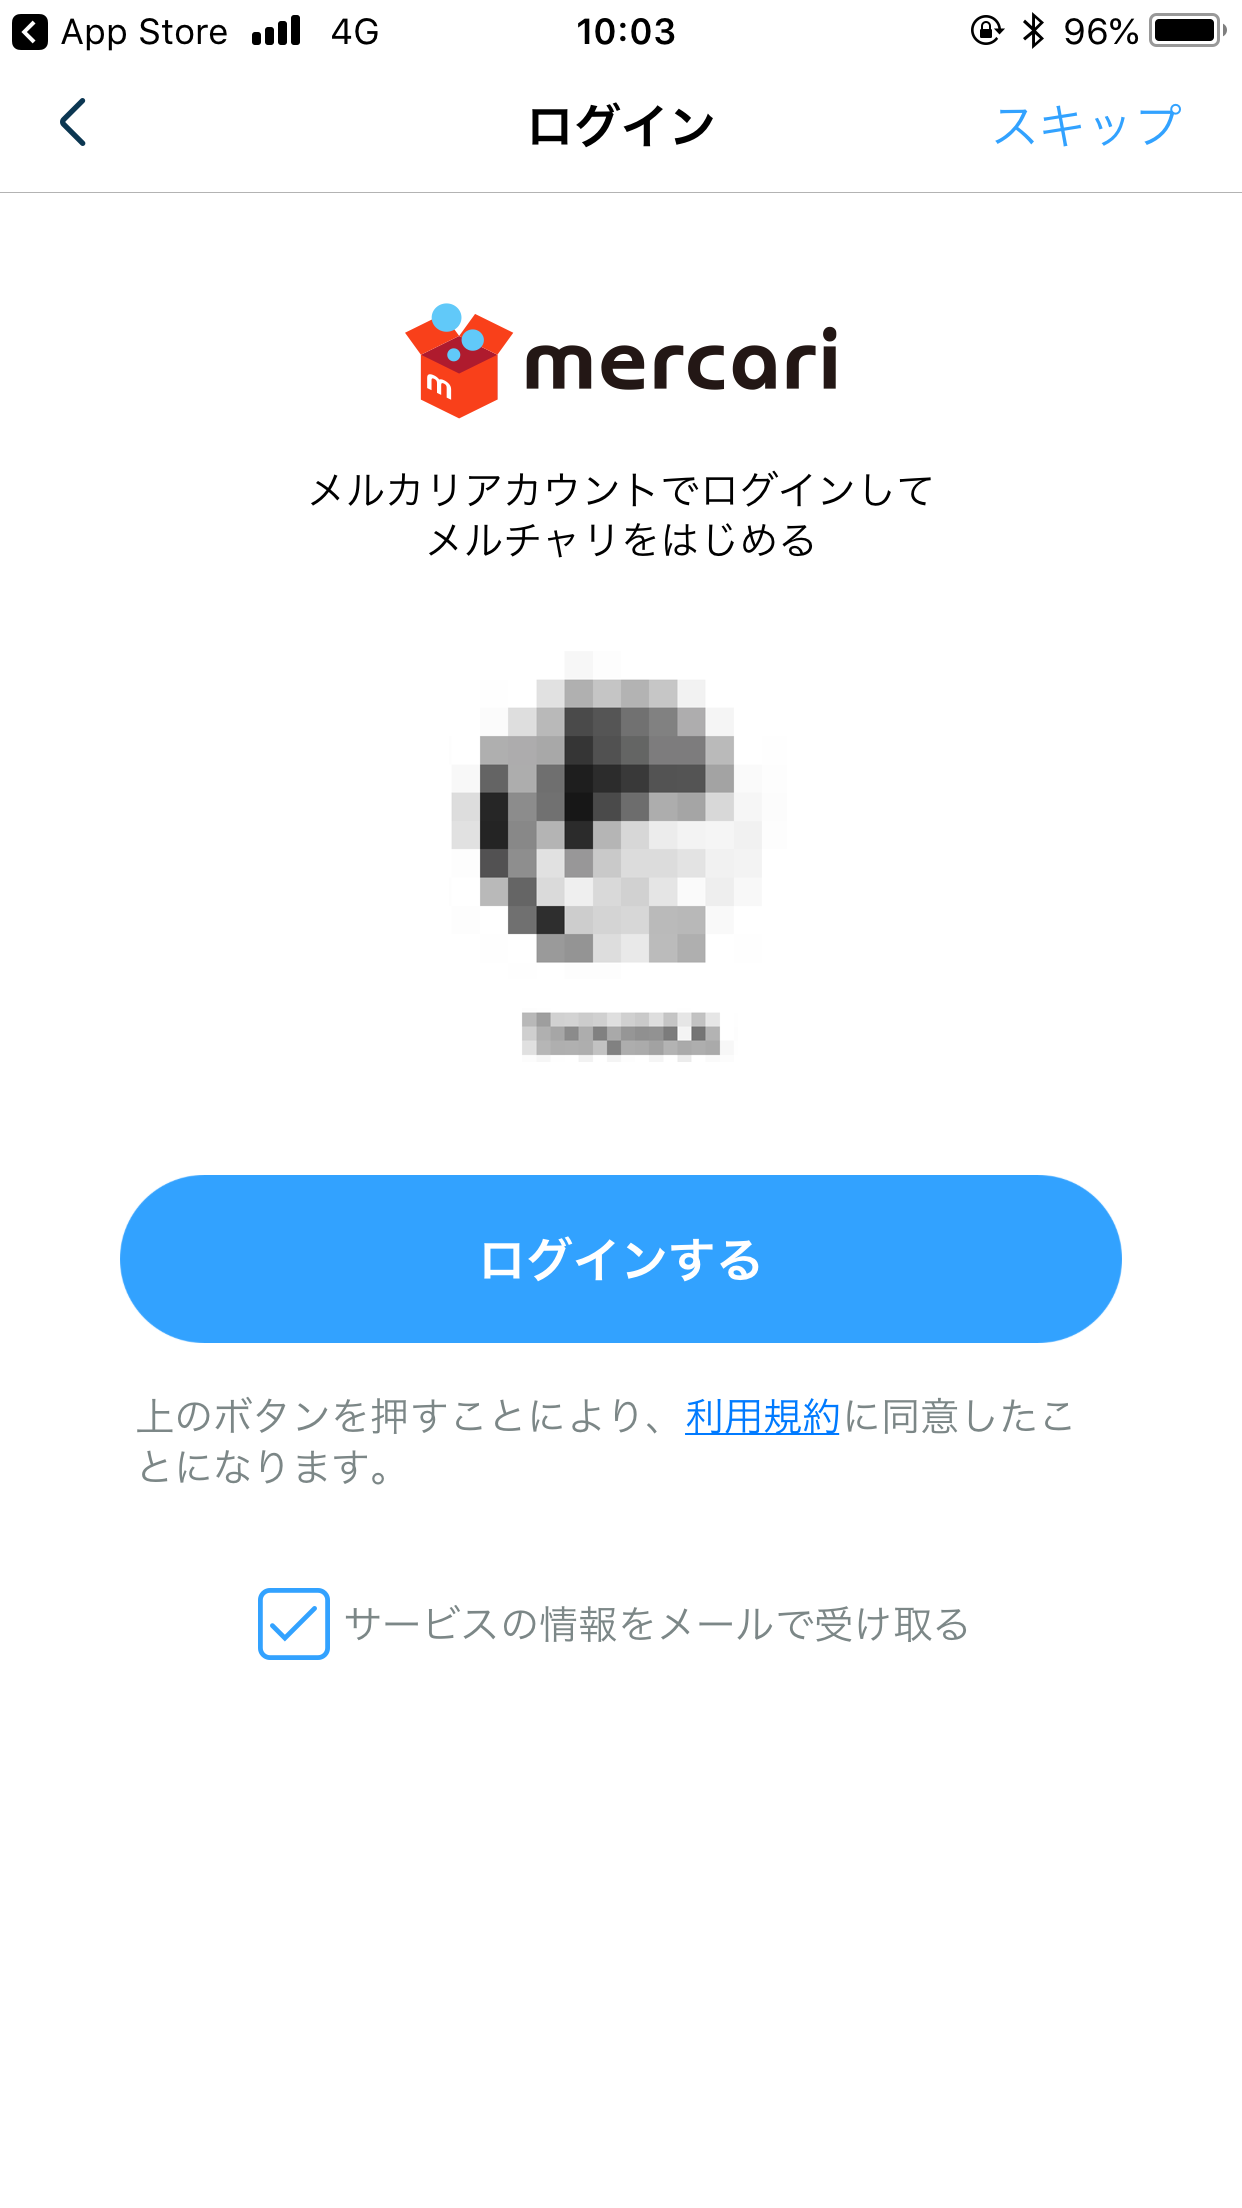 App Store 4G 10:03 96%
ログイン スキップ
m mercari
メルカリアカウントでログインして
メルチャリをはじめる
ログインする
上のボタンを押すことにより、利用規約に同意したこ
とになります。
サービスの情報をメールで受け取る